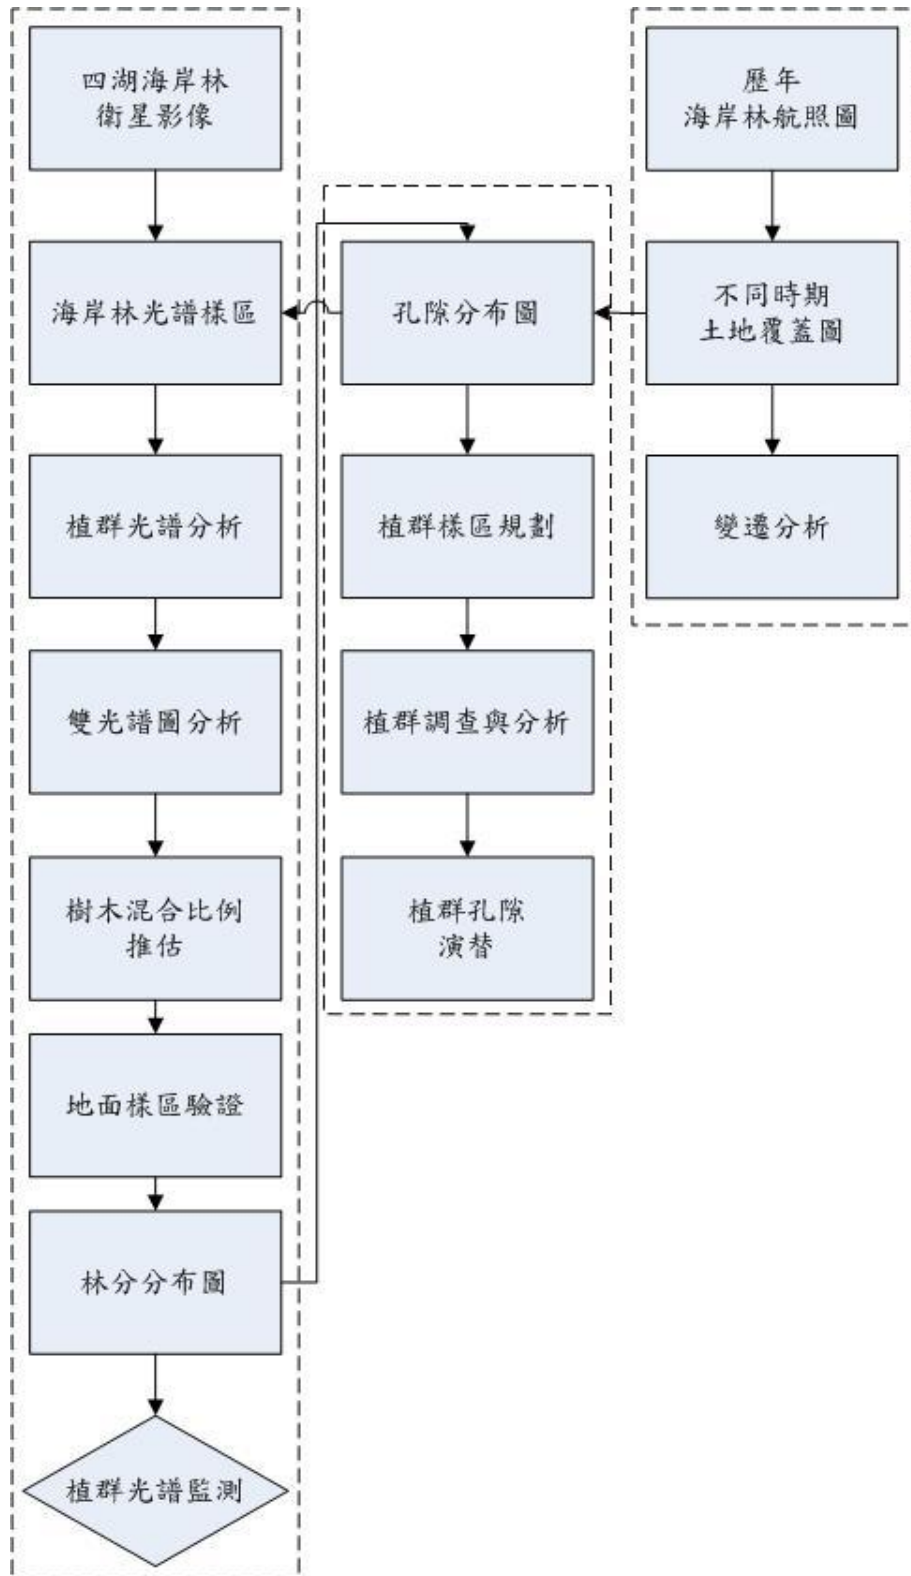 四湖海岸林
衛星影像
海岸林光譜樣區
植群光譜分析
雙光譜圖分析
樹木混合比例
推估
地面樣區驗證
林分分布圖
植群光譜監測
孔隙分布圖
植群樣區規劃
植群調查與分析
植群孔隙
演替
歷年
海岸林航照圖
不同時期
土地覆蓋圖
變遷分析